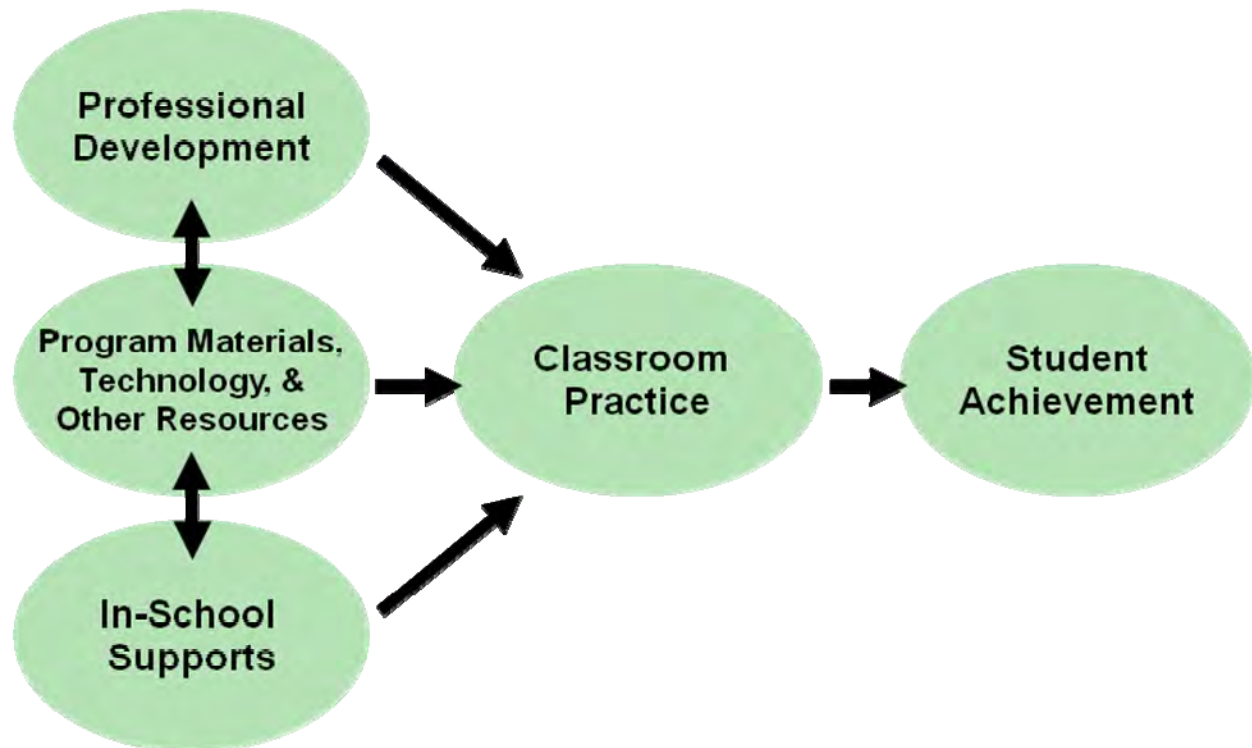 Professional
Development
Program Materials,
Technology, &
Other Resources
In-School
Supports
Classroom
Practice
Student
Achievement